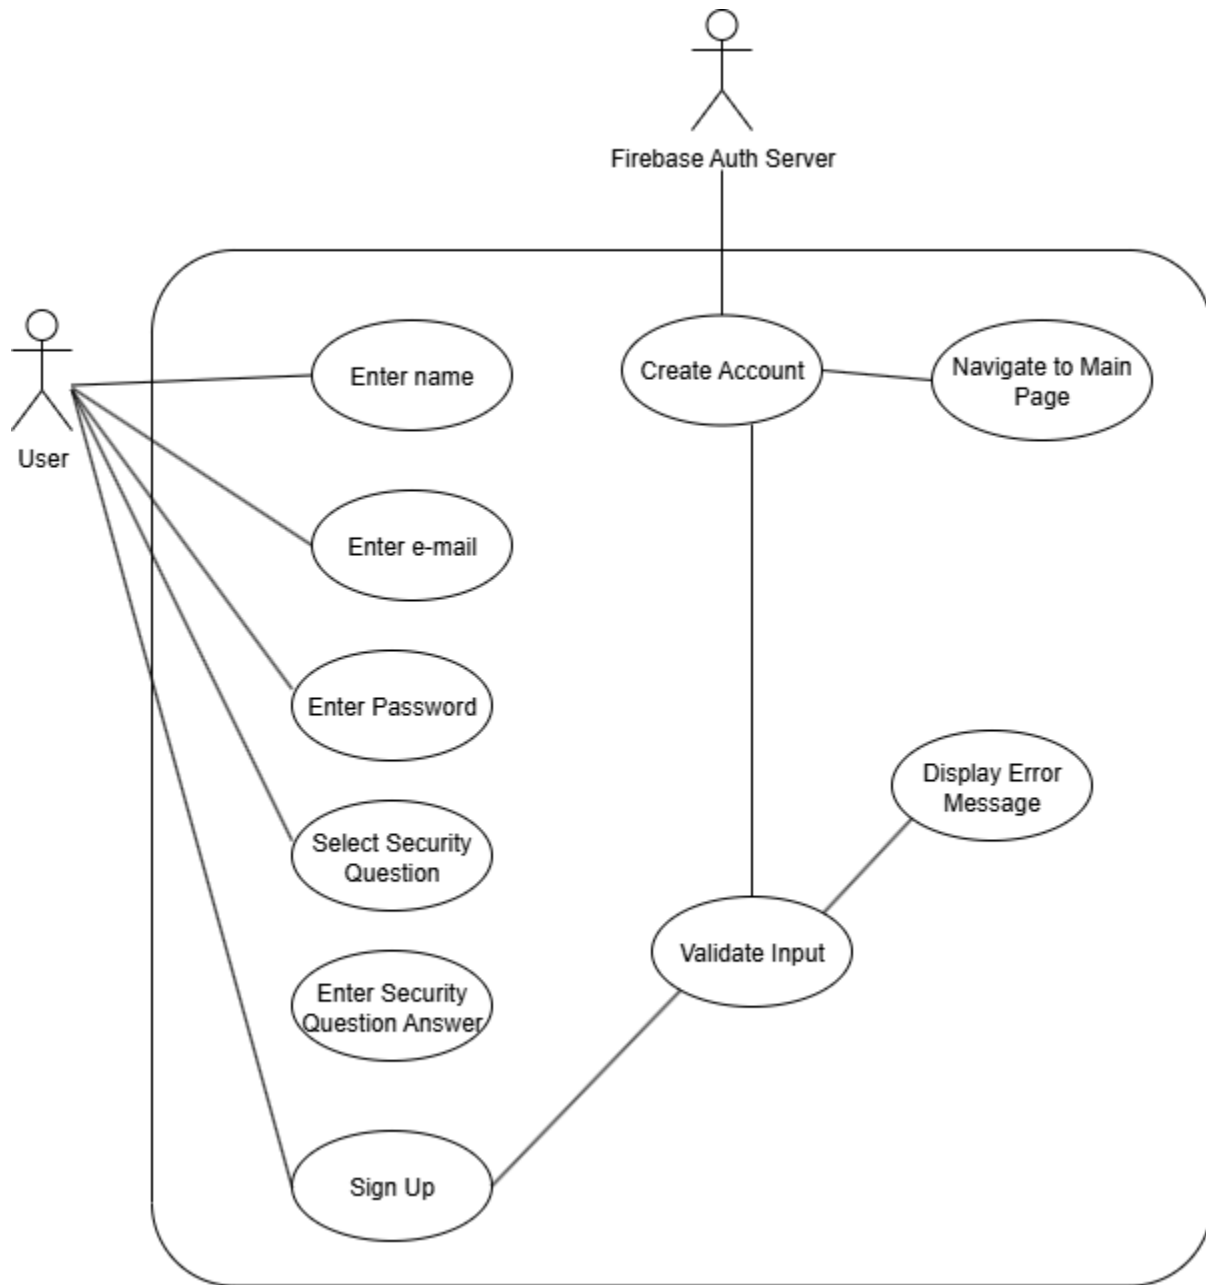 Firebase Auth Server
User
Enter name
Create Account
Navigate to Main
Page
Enter e-mail
Enter Password
Display Error
Message
Select Security
Question
Validate Input
Enter Security
Question Answer
Sign Up